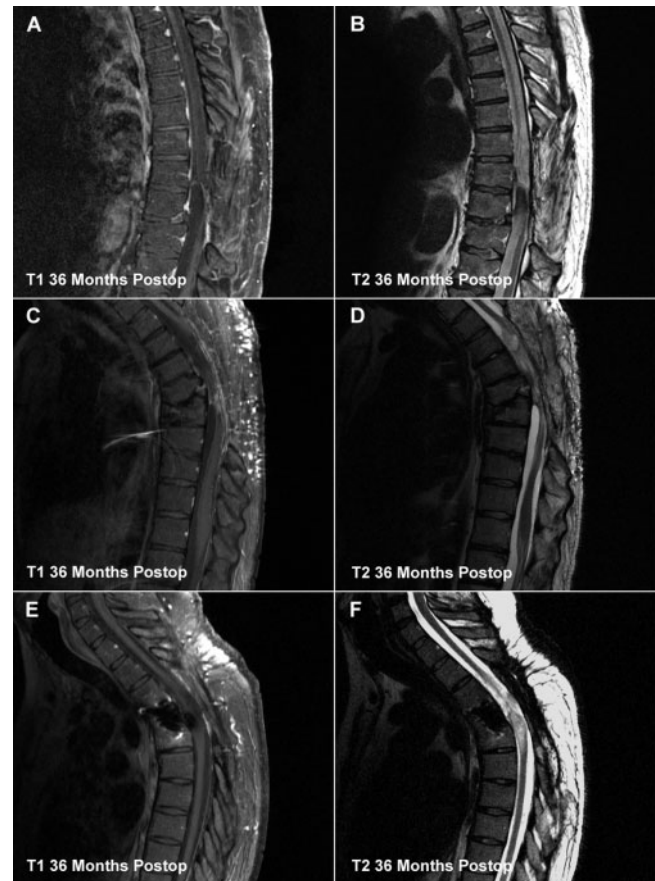 A
B
T1 36 Months Postop
T2 36 Months Postop
C
D
T1 36 Months Postop
T2 36 Months Postop
E
F
T1 36 Months Postop
T2 36 Months Postop